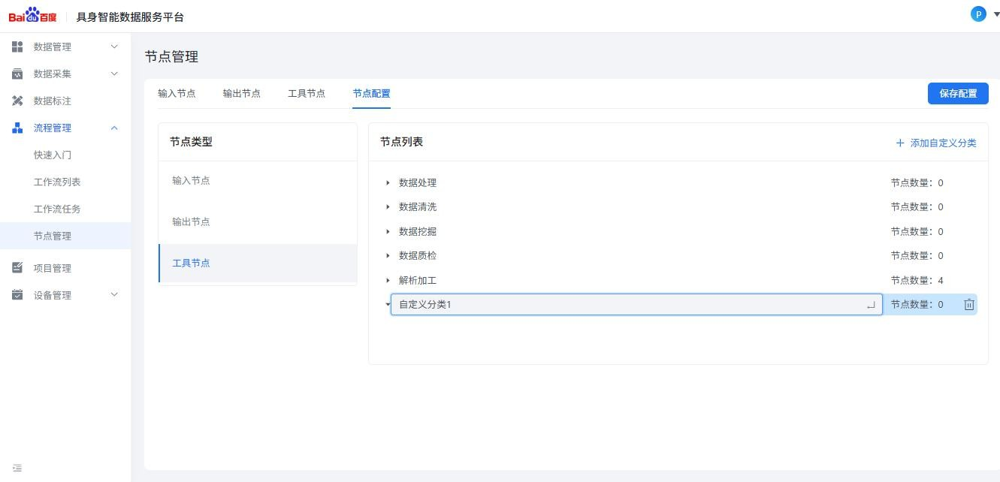 Baidu百度 具身智能数据服务平台 P
数据管理
数据采集
数据标注
流程管理
快速入门
工作流列表
工作流任务
节点管理
项目管理
设备管理
节点管理
输入节点 输出节点 工具节点 节点配置 保存配置
节点类型
输入节点
输出节点
工具节点
节点列表 添加自定义分类
数据处理 节点数量：0
数据清洗 节点数量：0
数据挖掘 节点数量：0
数据质检 节点数量：0
解析加工 节点数量：4
自定义分类1 节点数量：0